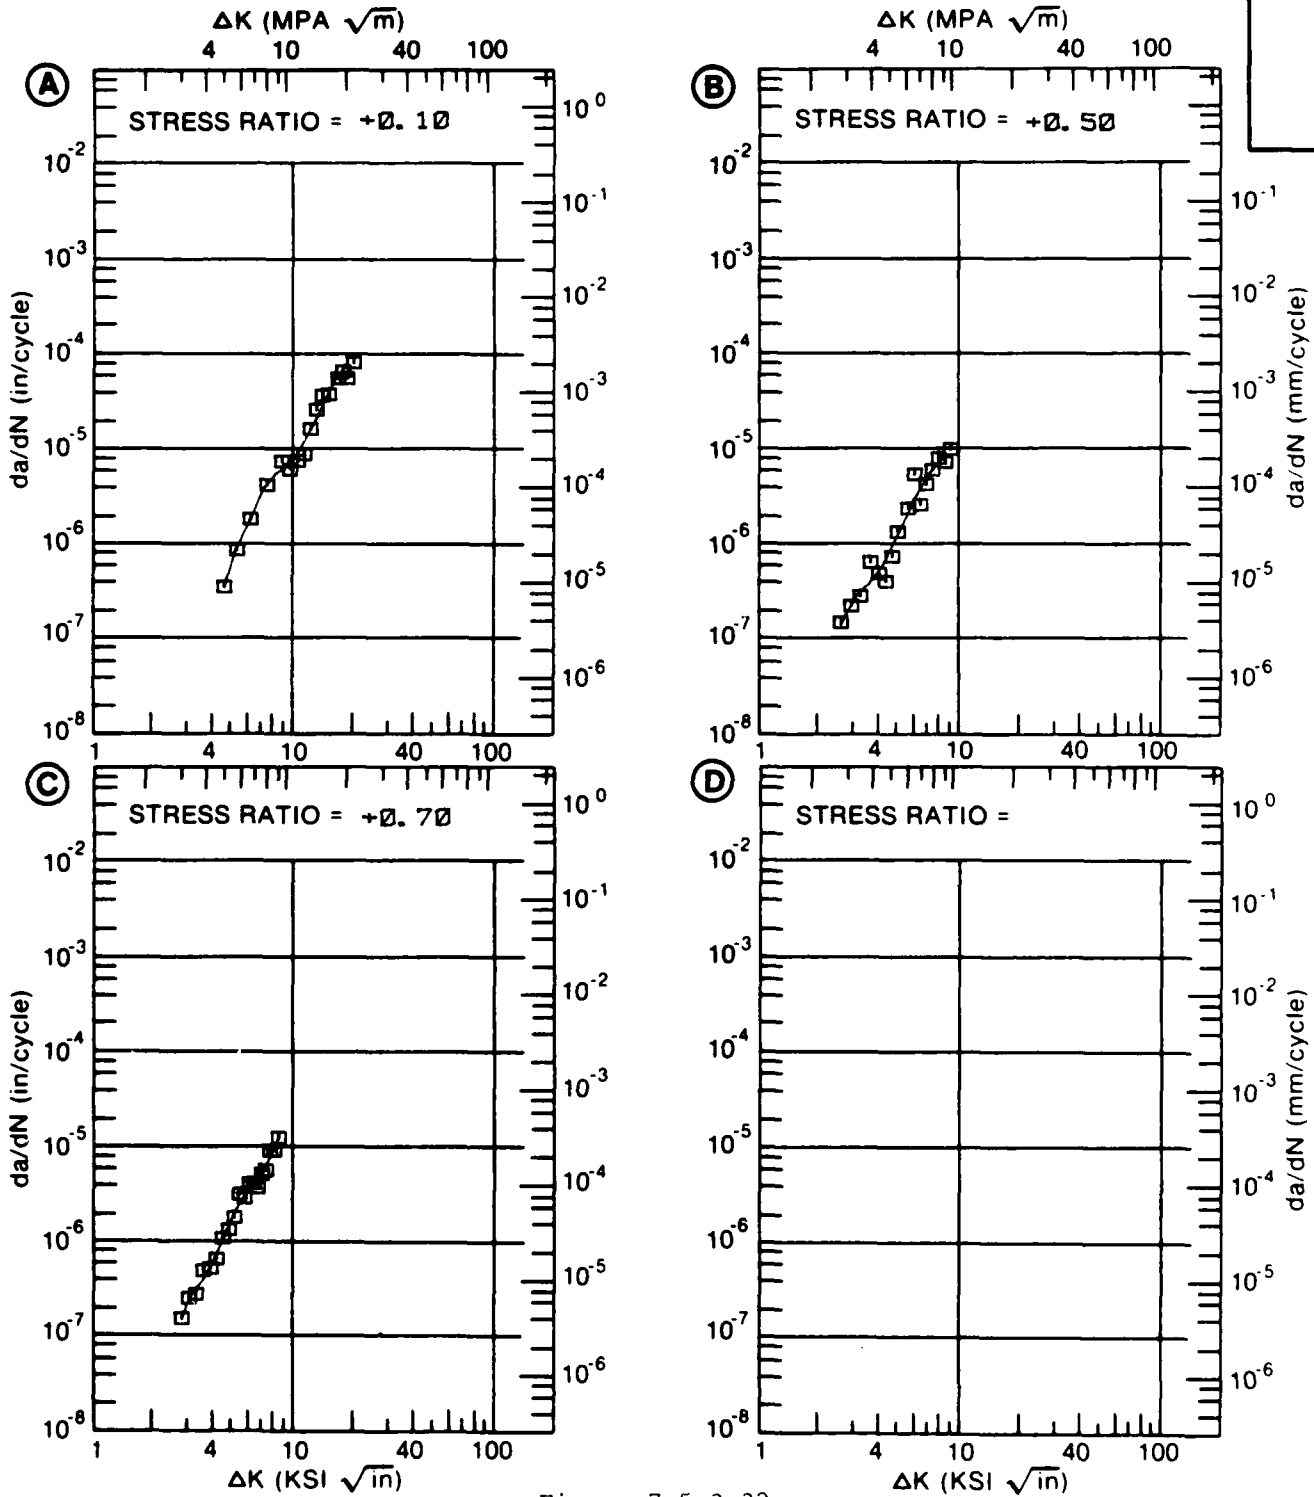 ΔK (MPA √m)
4 10 40 100
A
STRESS RATIO = +0.10
10^0
10^-1
10^-2
10^-3
10^-4
10^-5
10^-6
10^-2
10^-3
10^-4
10^-5
10^-6
10^-7
10^-8
da/dN (in/cycle)
1 4 10 40 100
ΔK (MPA √m)
4 10 40 100
B
STRESS RATIO = +0.50
10^-2
10^-3
10^-4
10^-5
10^-6
10^-7
10^-8
10^-1
10^-2
10^-3
10^-4
10^-5
10^-6
da/dN (mm/cycle)
1 4 10 40 100
C
STRESS RATIO = +0.70
10^0
10^-1
10^-2
10^-3
10^-4
10^-5
10^-6
10^-2
10^-3
10^-4
10^-5
10^-6
10^-7
10^-8
da/dN (in/cycle)
1 4 10 40 100
ΔK (KSI √in)
D
STRESS RATIO =
10^0
10^-1
10^-2
10^-3
10^-4
10^-5
10^-6
10^-2
10^-3
10^-4
10^-5
10^-6
10^-7
10^-8
da/dN (mm/cycle)
1 4 10 40 100
ΔK (KSI √in)